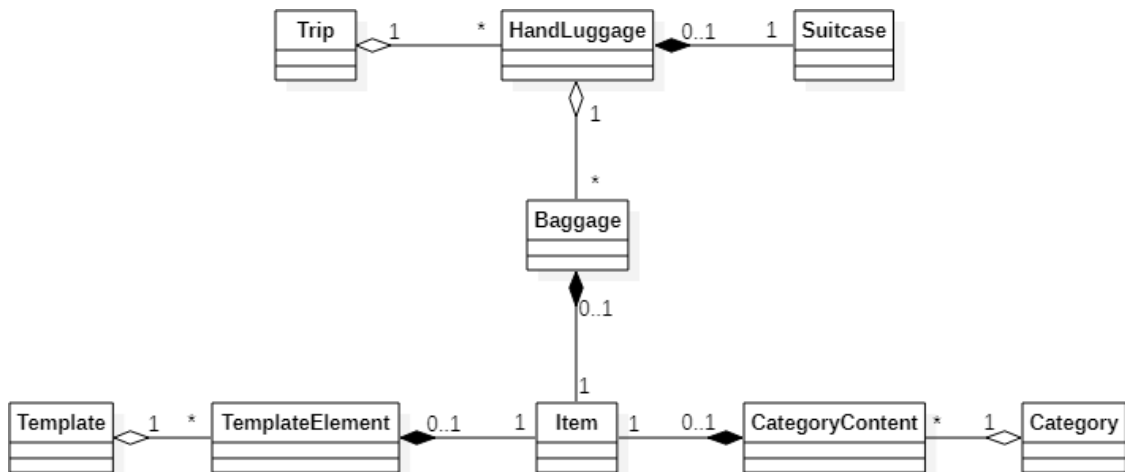 Trip 1 * HandLuggage 0..1 1 Suitcase
1
*
Baggage
0..1
1
Template 1 * TemplateElement 0..1 1 Item 1 0..1 CategoryContent * 1 Category